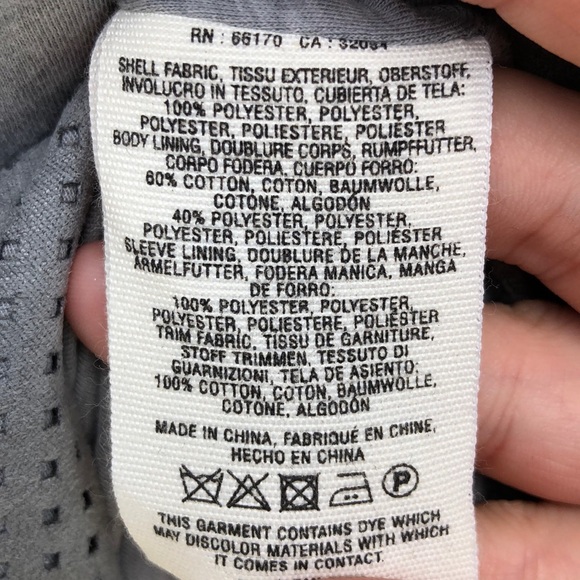 RN : 66170 CA : 32094
SHELL FABRIC, TISSU EXTERIEUR, OBERSTOFF,
INVOLUCRO IN TESSUTO, CUBIERTA DE TELA:
100% POLYESTER, POLYESTER,
POLYESTER, POLIESTERE, POLIÉSTER
BODY LINING, DOUBLURE CORPS, RUMPFFUTTER,
CORPO FODERA, CUERPO FORRO:
60% COTTON, COTON, BAUMWOLLE,
COTONE, ALGODÓN
40% POLYESTER, POLYESTER,
POLYESTER, POLIESTERE, POLIÉSTER
SLEEVE LINING, DOUBLURE DE LA MANCHE,
ARMELFUTTER, FODERA MANICA, MANGA
DE FORRO:
100% POLYESTER, POLYESTER,
POLYESTER, POLIESTERE, POLIÉSTER
TRIM FABRIC, TISSU DE GARNITURE,
STOFF TRIMMEN, TESSUTO DI
GUARNIZIONI, TELA DE ASIENTO:
100% COTTON, COTON, BAUMWOLLE,
COTONE, ALGODÓN
MADE IN CHINA, FABRIQUÉ EN CHINE,
HECHO EN CHINA
P
THIS GARMENT CONTAINS DYE WHICH
MAY DISCOLOR MATERIALS WITH WHICH
IT COMES IN CONTACT.